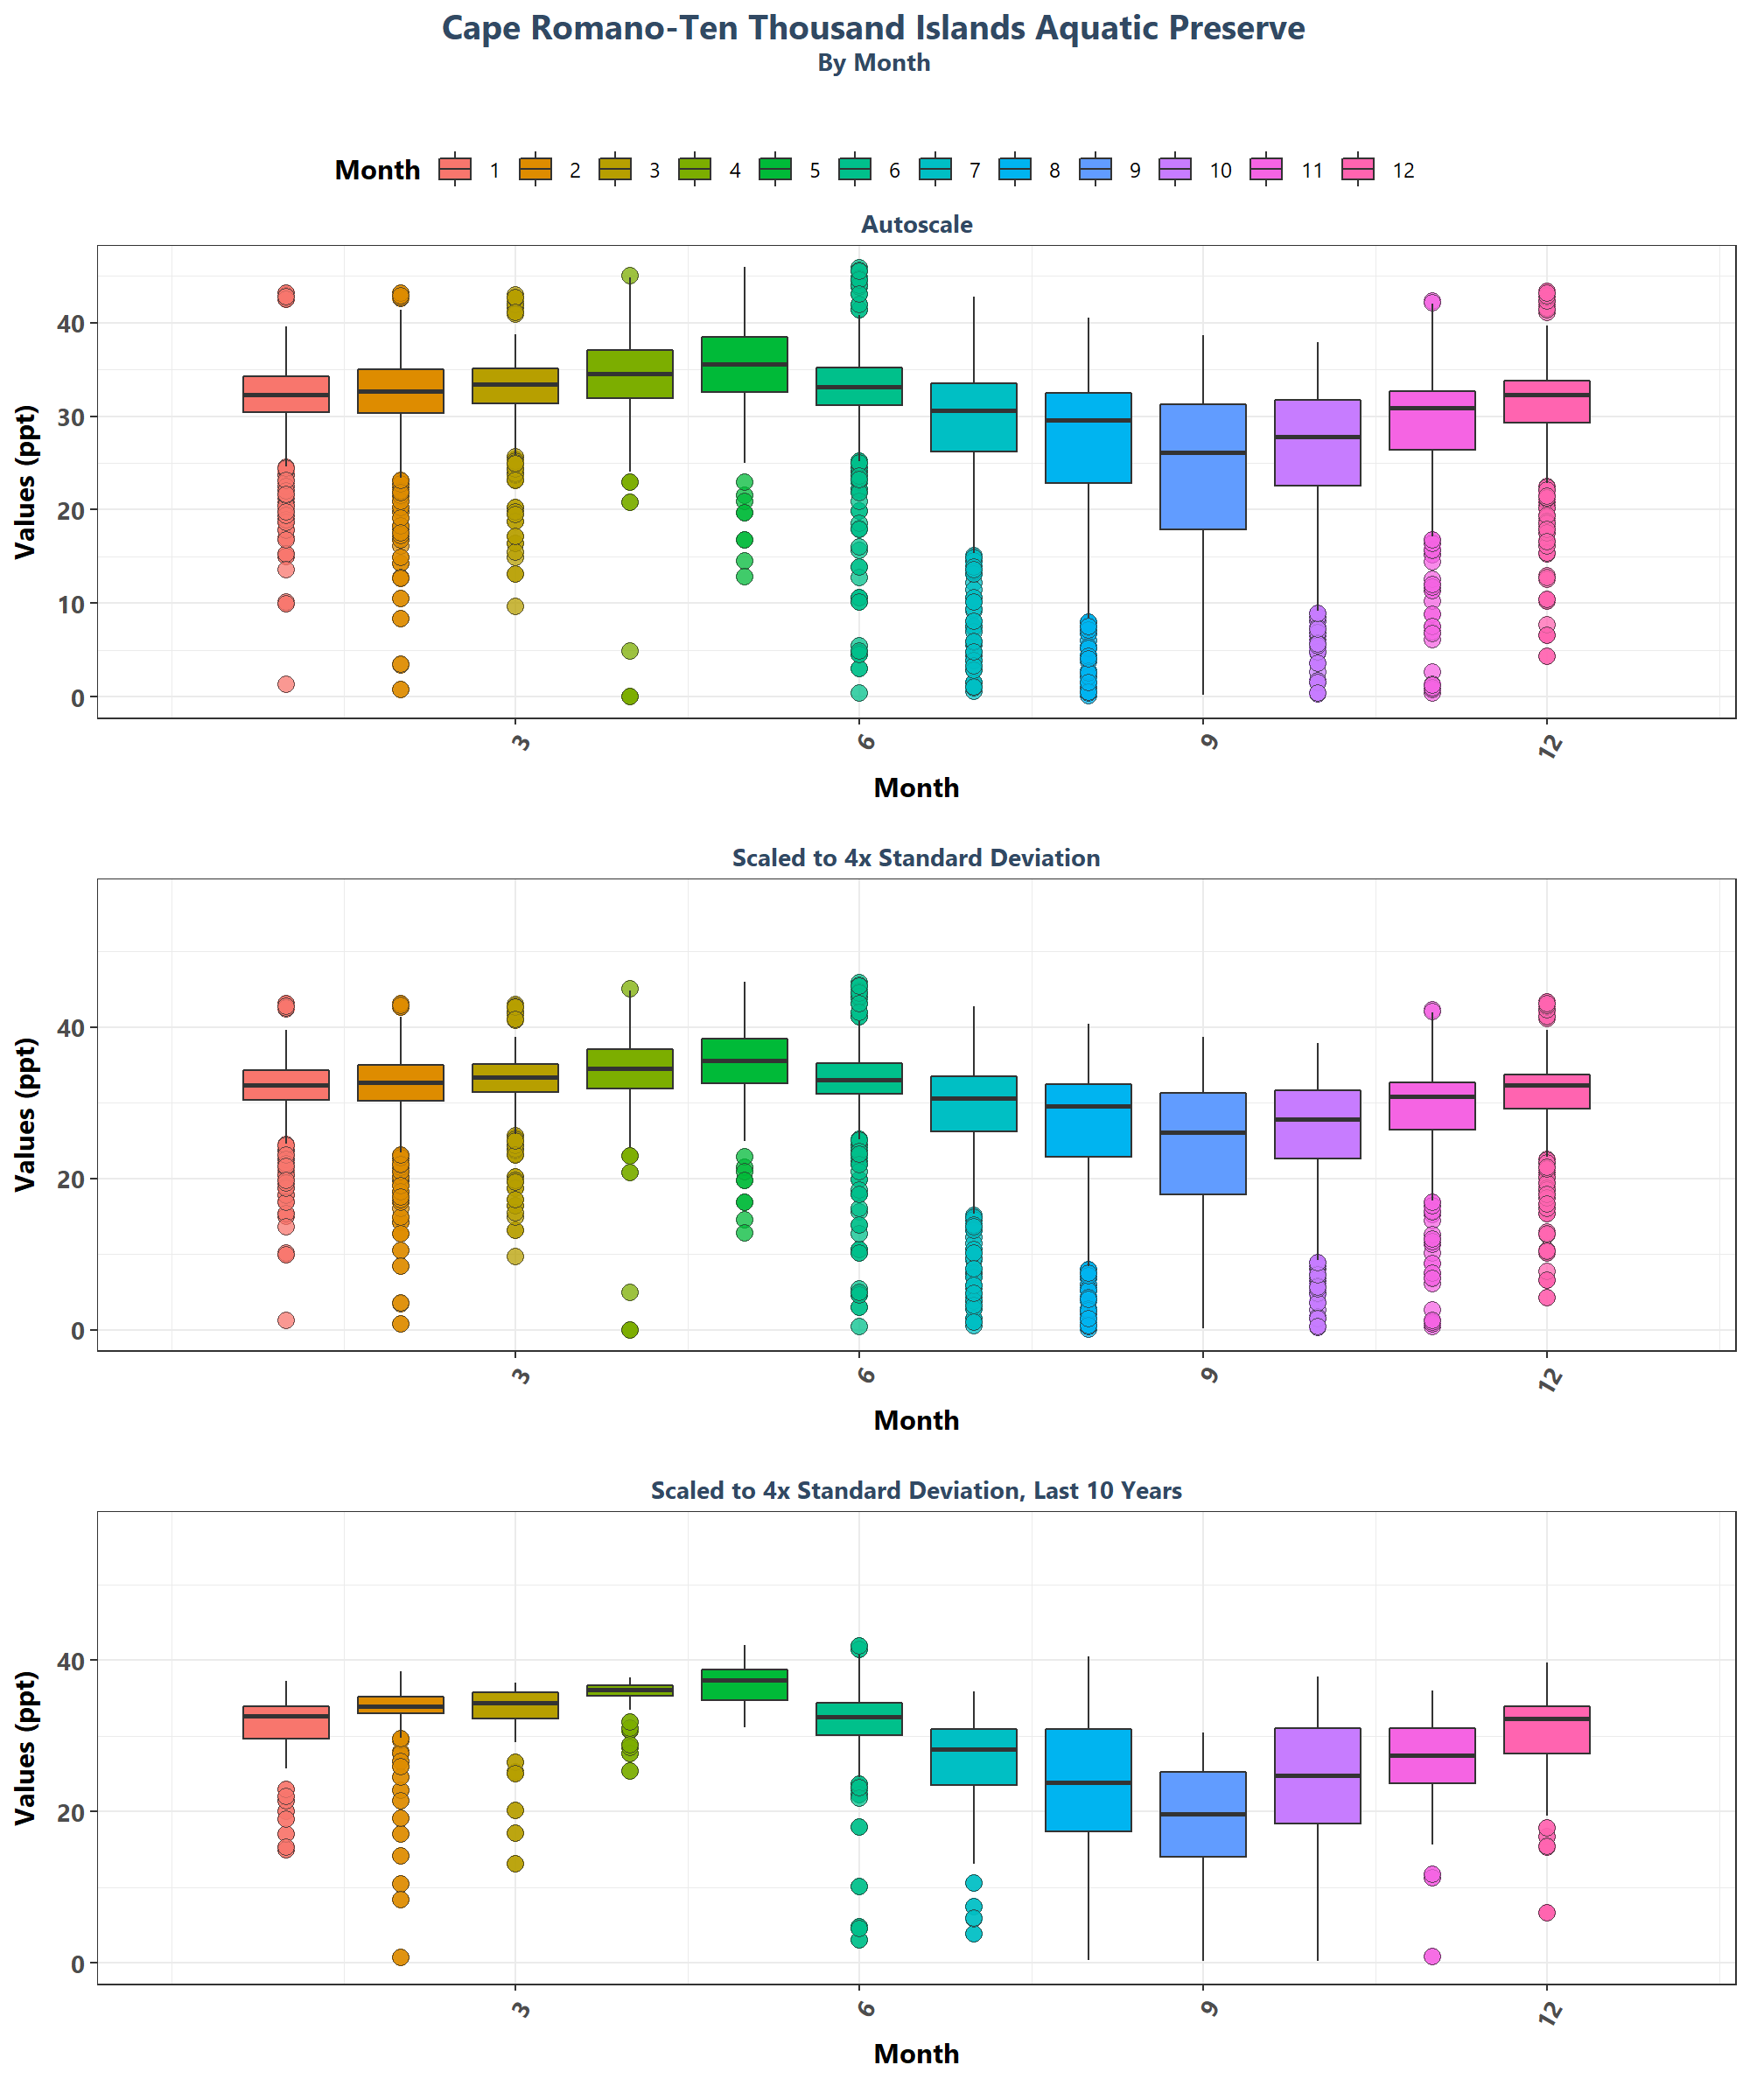 Cape Romano-Ten Thousand Islands Aquatic Preserve
By Month
Month 1 2 3 4 5 6 7 8 9 10 11 12
Autoscale
Values (ppt)
40
30
20
10
0
3 6 9 12
Month
Scaled to 4x Standard Deviation
Values (ppt)
40
20
0
3 6 9 12
Month
Scaled to 4x Standard Deviation, Last 10 Years
Values (ppt)
40
20
0
3 6 9 12
Month